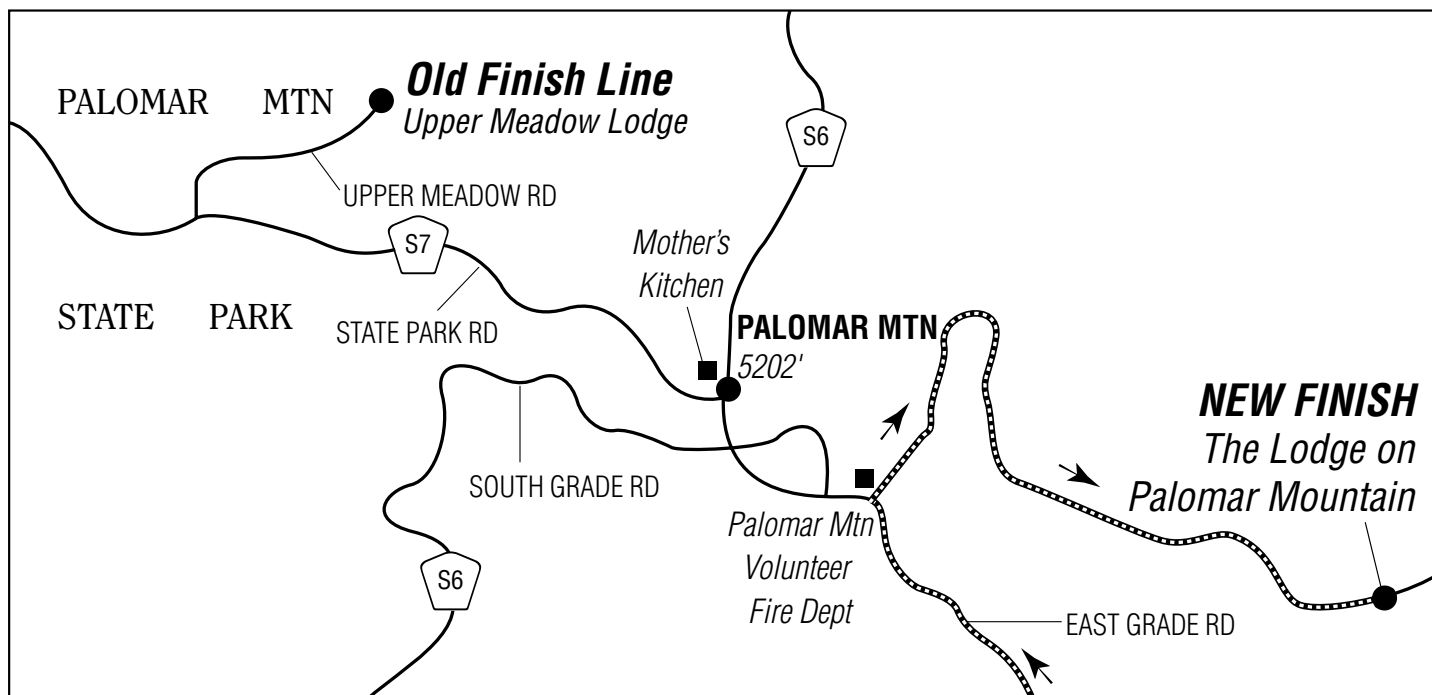 PALOMAR MTN
Old Finish Line
Upper Meadow Lodge
S6
UPPER MEADOW RD
S7
Mother's
Kitchen
STATE PARK
STATE PARK RD
PALOMAR MTN
5202'
NEW FINISH
The Lodge on
Palomar Mountain
SOUTH GRADE RD
Palomar Mtn
Volunteer
Fire Dept
S6
EAST GRADE RD